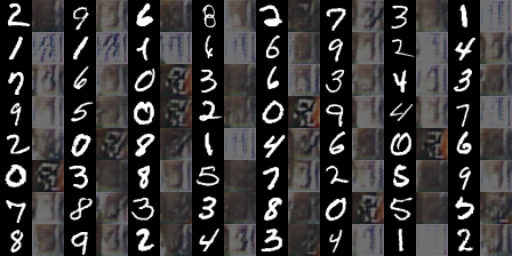 2 9 6 8 2 7 3 1
1 1 1 6 6 9 2 4
7 6 0 3 6 3 4 3
9 5 0 2 0 9 4 7
2 0 8 1 4 6 0 6
0 3 8 5 7 2 5 9
7 8 3 3 8 0 5 5
8 9 2 4 3 4 1 2